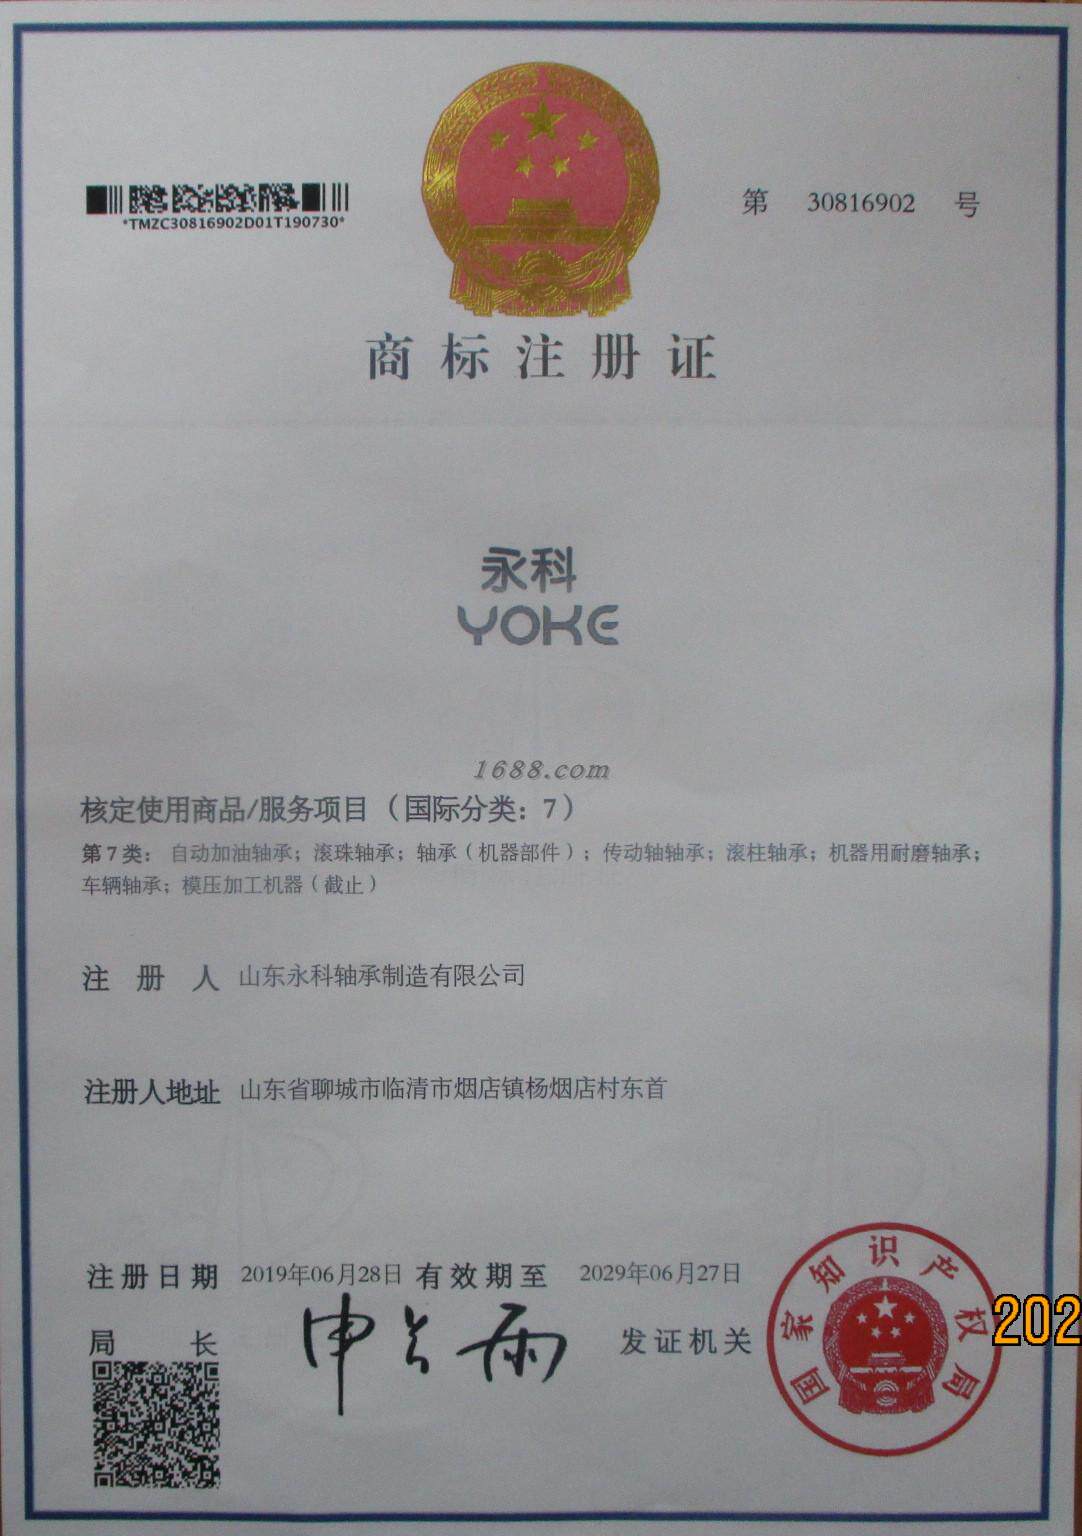 *TMZC30816902D01T190730*
第 30816902 号
商标注册证
永科
YOKE
1688.com
核定使用商品/服务项目（国际分类：7）
第7类： 自动加油轴承；滚珠轴承；轴承（机器部件）；传动轴轴承；滚柱轴承；机器用耐磨轴承；
车辆轴承；模压加工机器（截止）
注册人 山东永科轴承制造有限公司
注册人地址 山东省聊城市临清市烟店镇杨烟店村东首
注册日期 2019年06月28日 有效期至 2029年06月27日
局长 申长雨 发证机关
国家知识产权局
202